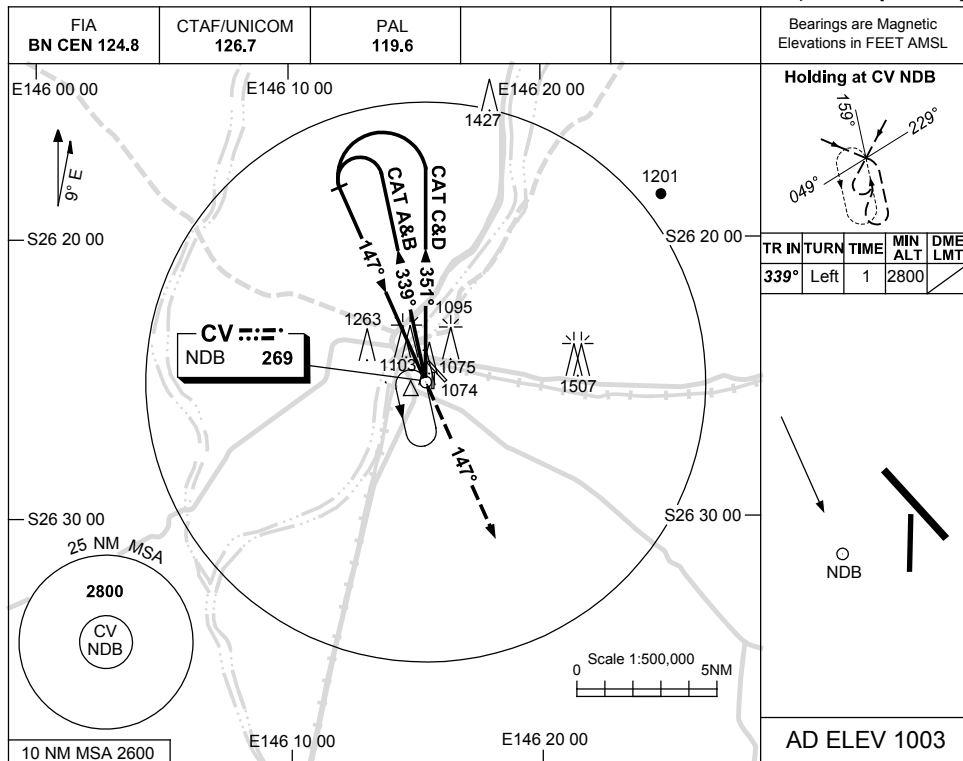 FIA
BN CEN 124.8
CTAF/UNICOM
126.7
PAL
119.6
Bearings are Magnetic
Elevations in FEET AMSL
E146 00 00
E146 10 00
E146 20 00
1427
9° E
1201
S26 20 00
S26 20 00
CAT A&B
CAT C&D
147°
339°
351°
1095
1263
1103
1075
1074
1507
CV
NDB 269
147°
S26 30 00
S26 30 00
25 NM MSA
2800
CV
NDB
Scale 1:500,000
0 5NM
10 NM MSA 2600
E146 10 00
E146 20 00
Holding at CV NDB
159°
229°
049°
TR IN TURN TIME MIN ALT DME LMT
339° Left 1 2800
NDB
AD ELEV 1003